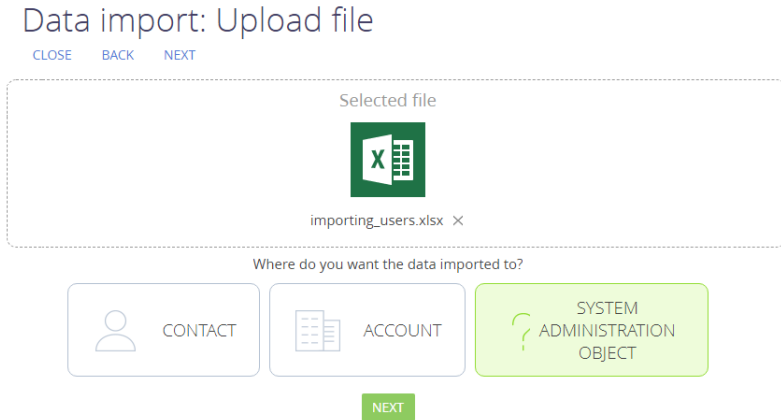 Data import: Upload file
CLOSE BACK NEXT
Selected file
X
importing_users.xlsx ×
Where do you want the data imported to?
CONTACT
ACCOUNT
SYSTEM
ADMINISTRATION
OBJECT
NEXT